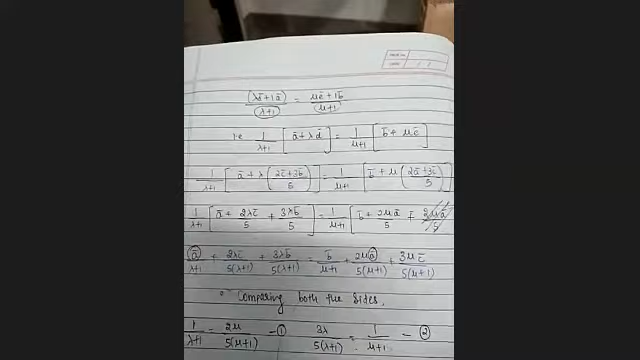 (λd̄+1ā)/(λ+1) = (μē+1b̄)/(μ+1)
i.e 1/(λ+1) [ā+λd̄] = 1/(μ+1) [b̄+ μē]
1/(λ+1) [ā + λ((2c̄+3b̄)/5)] = 1/(μ+1) [b̄ + μ((2ā+3c̄)/5)]
1/(λ+1) [ā + 2λc̄/5 + 3λb̄/5] = 1/(μ+1) [b̄ + 2μā/5 +
ā/(λ+1) + 2λc̄/5(λ+1) + 3λb̄/5(λ+1) = b̄/(μ+1) + 2μā/5(μ+1) + 3μc̄/5(μ+1)
Comparing both the sides,
1/(λ+1) = 2μ/5(μ+1) – ① 3λ/5(λ+1) = 1/(μ+1) – ②